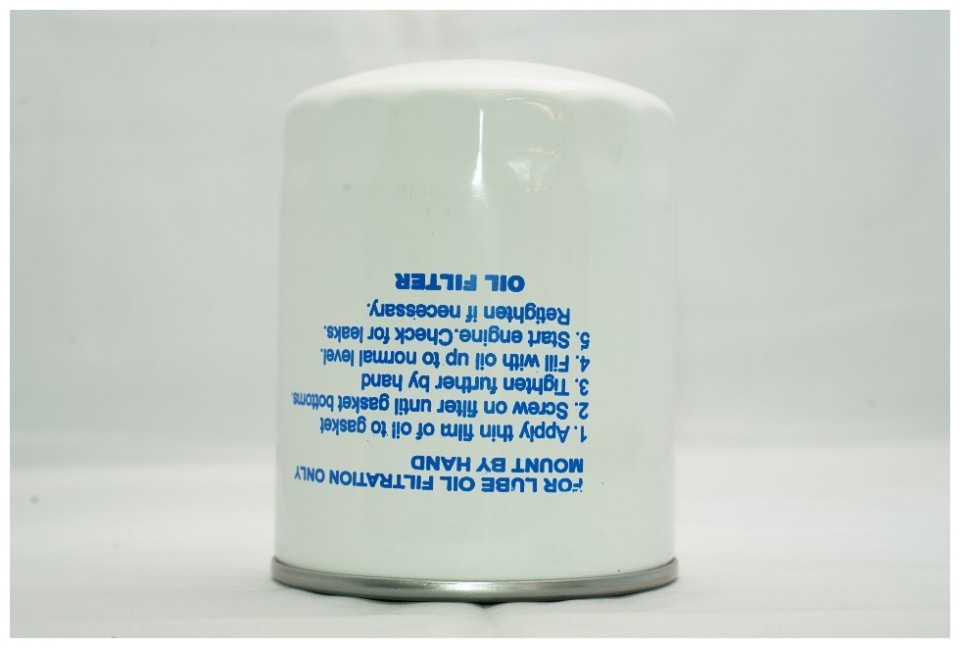 FOR LUBE OIL FILTRATION ONLY
MOUNT BY HAND
1. Apply thin film of oil to gasket
2. Screw on filter until gasket bottoms.
3. Tighten further by hand
4. Fill with oil up to normal level.
5. Start engine.Check for leaks.
Retighten if necessary.
OIL FILTER